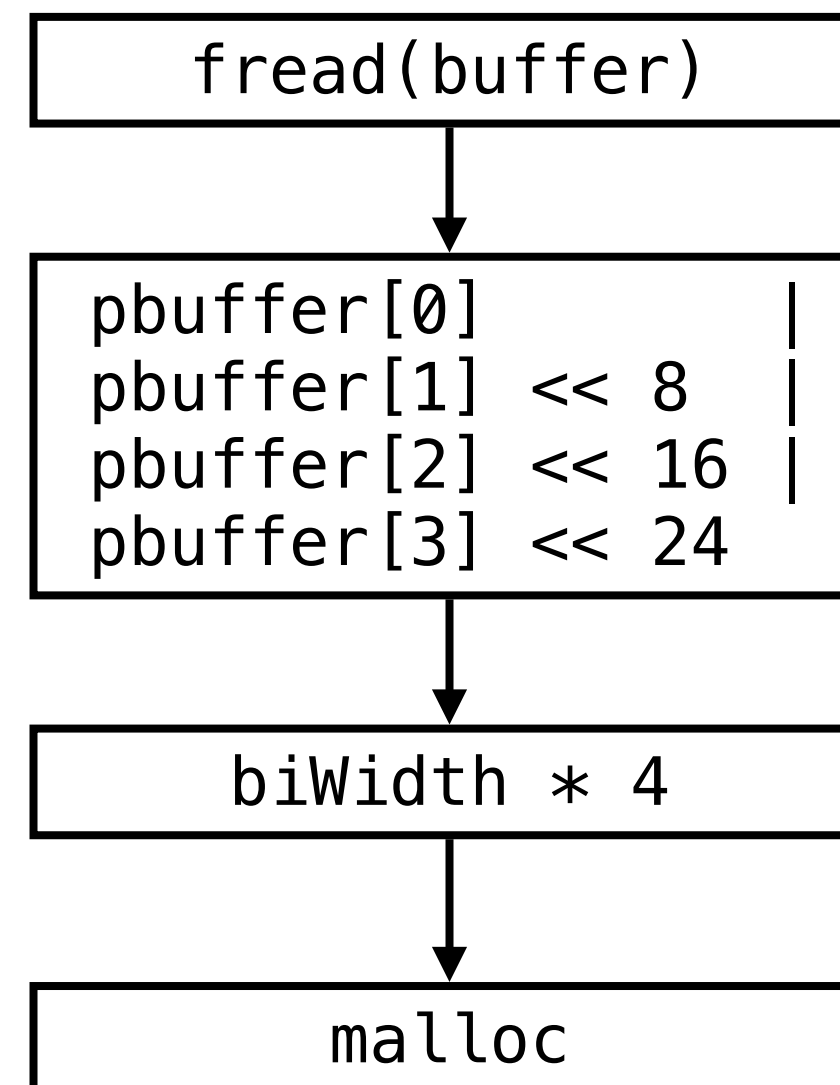 fread(buffer)
pbuffer[0]       |
pbuffer[1] << 8  |
pbuffer[2] << 16 |
pbuffer[3] << 24
biWidth * 4
malloc